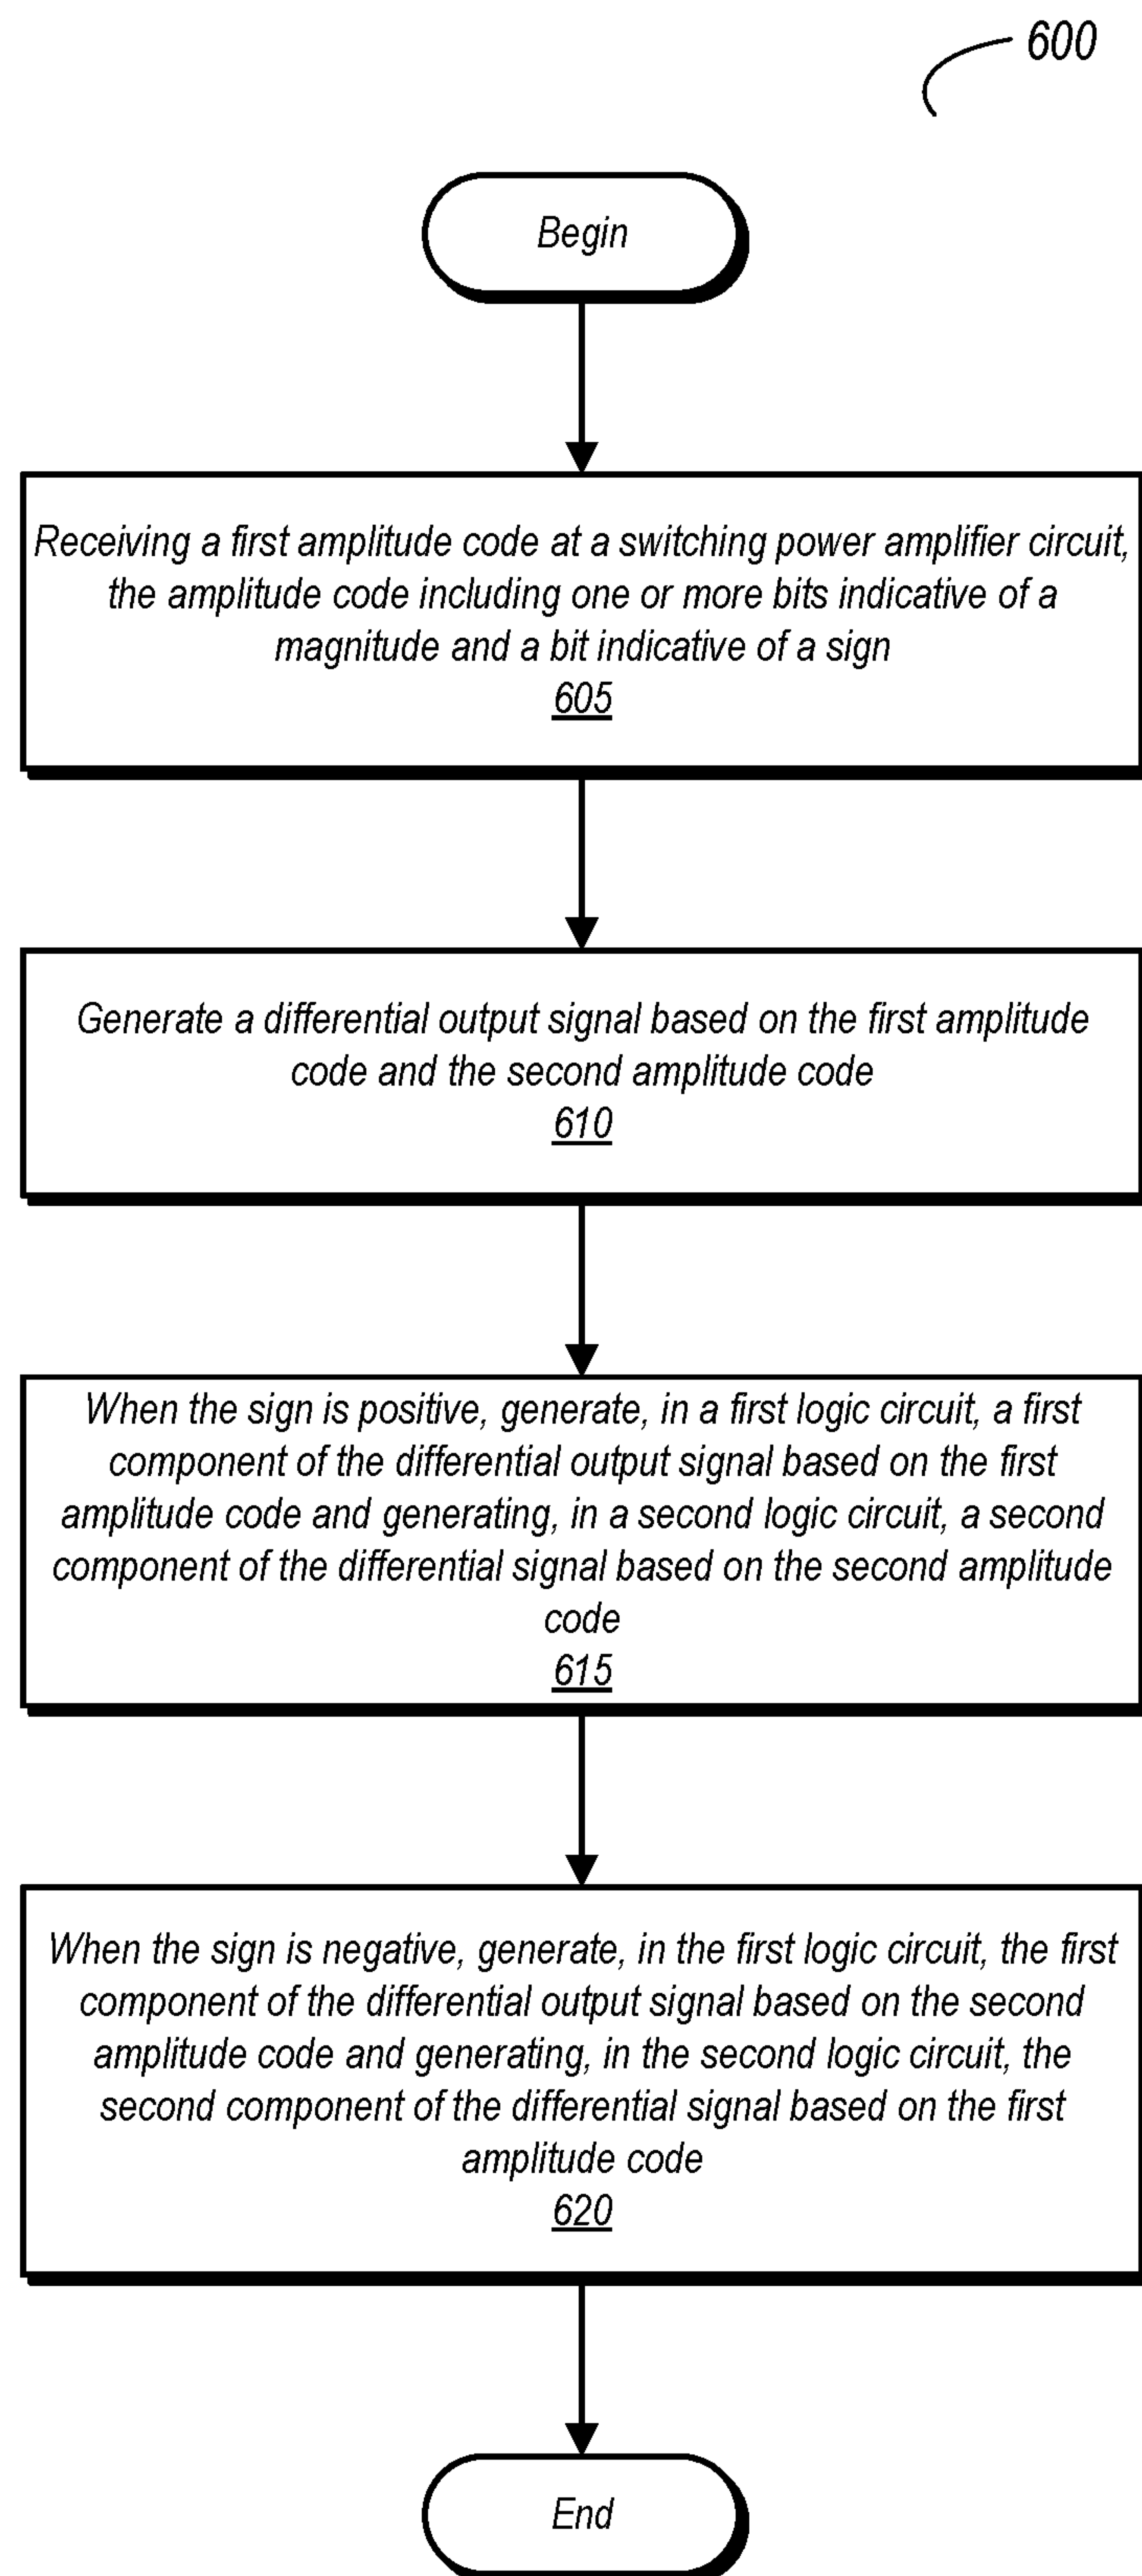 600
Begin
Receiving a first amplitude code at a switching power amplifier circuit,
the amplitude code including one or more bits indicative of a
magnitude and a bit indicative of a sign
605
Generate a differential output signal based on the first amplitude
code and the second amplitude code
610
When the sign is positive, generate, in a first logic circuit, a first
component of the differential output signal based on the first
amplitude code and generating, in a second logic circuit, a second
component of the differential signal based on the second amplitude
code
615
When the sign is negative, generate, in the first logic circuit, the first
component of the differential output signal based on the second
amplitude code and generating, in the second logic circuit, the
second component of the differential signal based on the first
amplitude code
620
End